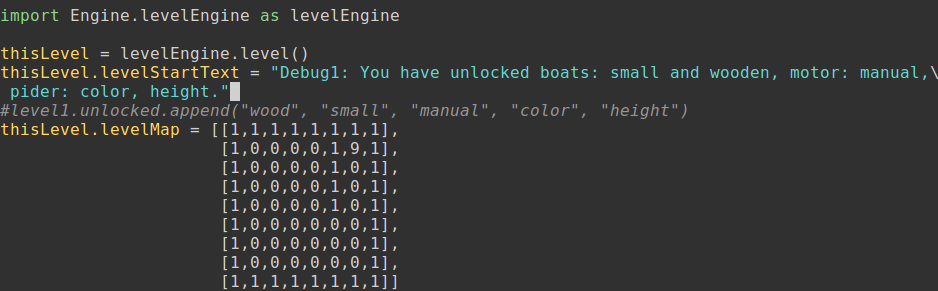 import Engine.levelEngine as levelEngine
thisLevel = levelEngine.level()
thisLevel.levelStartText = "Debug1: You have unlocked boats: small and wooden, motor: manual,\
 pider: color, height."
#level1.unlocked.append("wood", "small", "manual", "color", "height")
thisLevel.levelMap = [[1,1,1,1,1,1,1,1],
                      [1,0,0,0,0,1,9,1],
                      [1,0,0,0,0,1,0,1],
                      [1,0,0,0,0,1,0,1],
                      [1,0,0,0,0,1,0,1],
                      [1,0,0,0,0,0,0,1],
                      [1,0,0,0,0,0,0,1],
                      [1,0,0,0,0,0,0,1],
                      [1,1,1,1,1,1,1,1]]